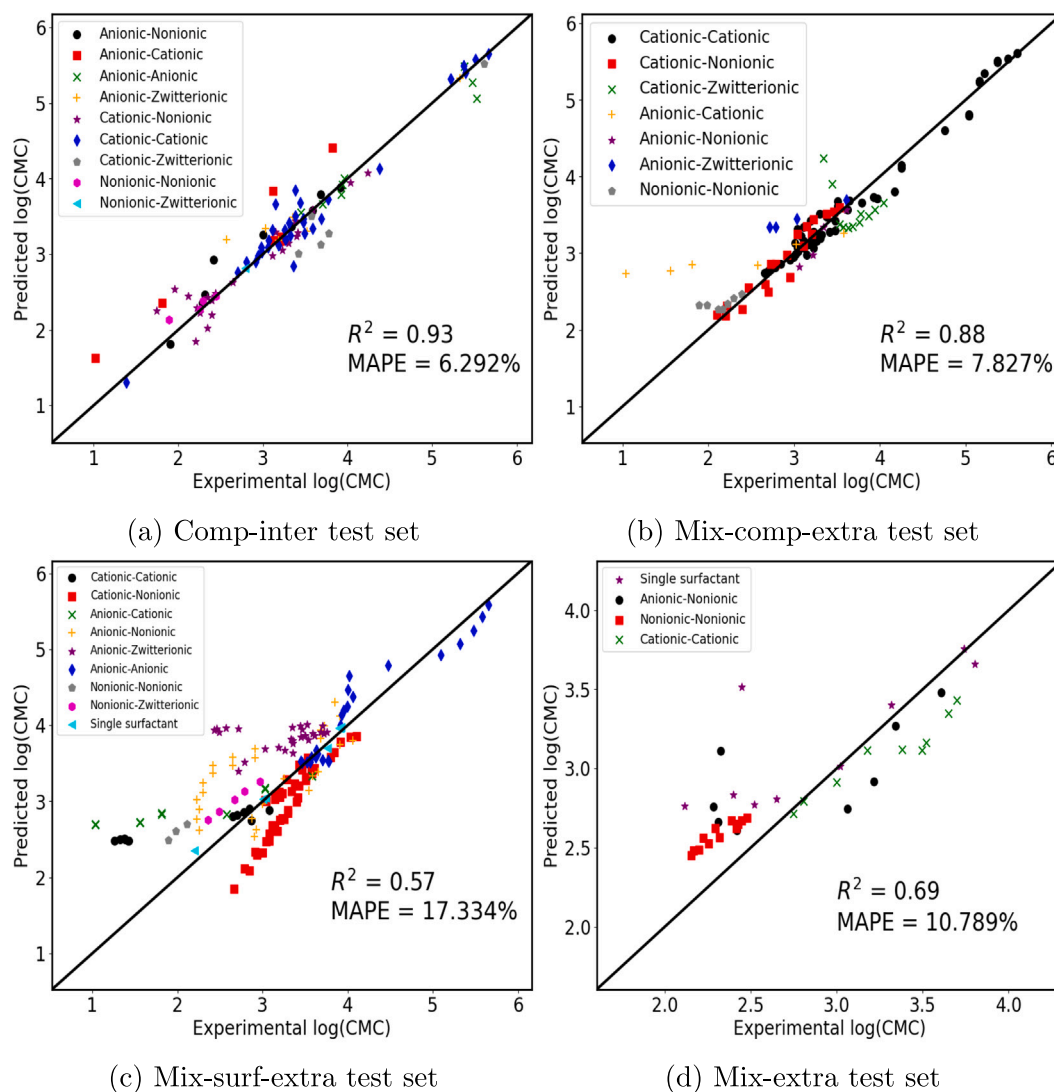 Predicted log(CMC)
6
5
4
3
2
1
Anionic-Nonionic
Anionic-Cationic
Anionic-Anionic
Anionic-Zwitterionic
Cationic-Nonionic
Cationic-Cationic
Cationic-Zwitterionic
Nonionic-Nonionic
Nonionic-Zwitterionic
R² = 0.93
MAPE = 6.292%
1 2 3 4 5 6
Experimental log(CMC)
(a) Comp-inter test set
Predicted log(CMC)
6
5
4
3
2
1
Cationic-Cationic
Cationic-Nonionic
Cationic-Zwitterionic
Anionic-Cationic
Anionic-Nonionic
Anionic-Zwitterionic
Nonionic-Nonionic
R² = 0.88
MAPE = 7.827%
1 2 3 4 5 6
Experimental log(CMC)
(b) Mix-comp-extra test set
Predicted log(CMC)
6
5
4
3
2
1
Cationic-Cationic
Cationic-Nonionic
Anionic-Cationic
Anionic-Nonionic
Anionic-Zwitterionic
Anionic-Anionic
Nonionic-Nonionic
Nonionic-Zwitterionic
Single surfactant
R² = 0.57
MAPE = 17.334%
1 2 3 4 5 6
Experimental log(CMC)
(c) Mix-surf-extra test set
Predicted log(CMC)
4.0
3.5
3.0
2.5
2.0
Single surfactant
Anionic-Nonionic
Nonionic-Nonionic
Cationic-Cationic
R² = 0.69
MAPE = 10.789%
2.0 2.5 3.0 3.5 4.0
Experimental log(CMC)
(d) Mix-extra test set